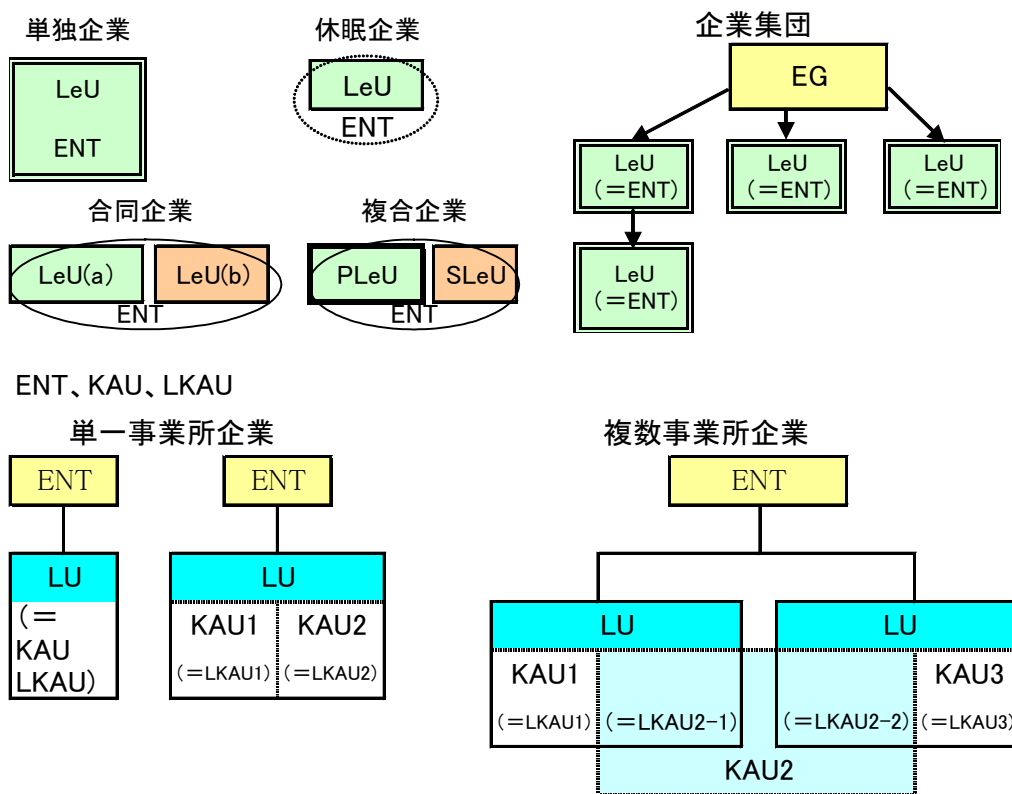 単独企業
LeU
ENT
休眠企業
LeU
ENT
企業集団
EG
LeU
(=ENT)
LeU
(=ENT)
LeU
(=ENT)
LeU
(=ENT)
合同企業
LeU(a)
LeU(b)
ENT
複合企業
PLeU
SLeU
ENT
ENT、KAU、LKAU
単一事業所企業
ENT
LU
(=
KAU
LKAU)
ENT
LU
KAU1
(=LKAU1)
KAU2
(=LKAU2)
複数事業所企業
ENT
LU
KAU1
(=LKAU1)
(=LKAU2-1)
LU
KAU3
(=LKAU2-2)
(=LKAU3)
KAU2